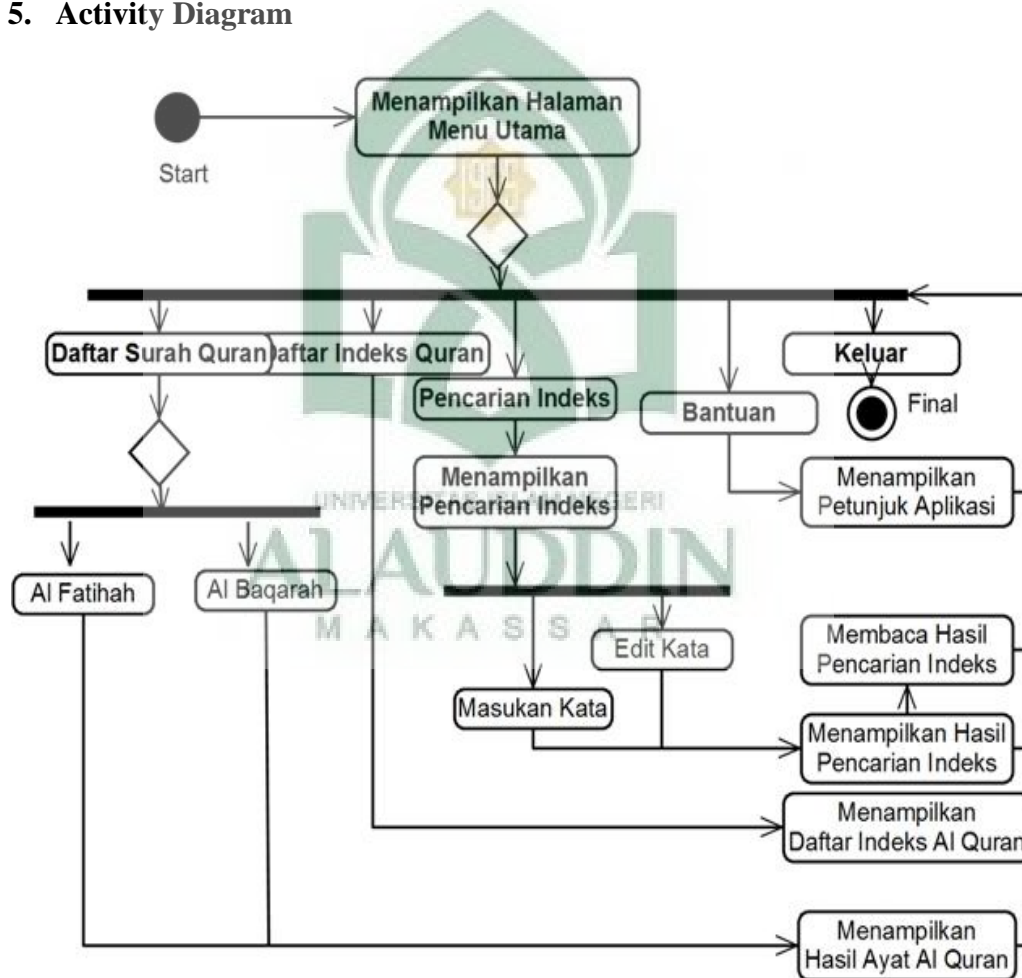 5. Activity Diagram
Menampilkan Halaman
Menu Utama
Start
Daftar Surah Quran
aftar Indeks Quran
Keluar
Pencarian Indeks
Bantuan
Final
Menampilkan
Pencarian Indeks
Menampilkan
Petunjuk Aplikasi
UNIVERSITAS ISLAM NEGERI
ALAUDDIN
MAKASSAR
Al Fatihah
Al Baqarah
Edit Kata
Membaca Hasil
Pencarian Indeks
Masukan Kata
Menampilkan Hasil
Pencarian Indeks
Menampilkan
Daftar Indeks Al Quran
Menampilkan
Hasil Ayat Al Quran